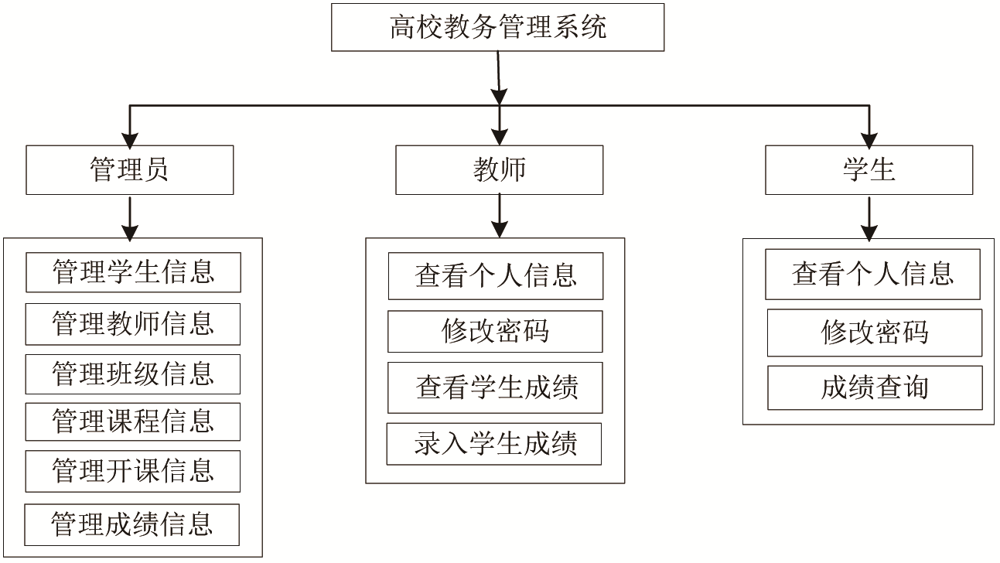 高校教务管理系统
管理员
教师
学生
管理学生信息
管理教师信息
管理班级信息
管理课程信息
管理开课信息
管理成绩信息
查看个人信息
修改密码
查看学生成绩
录入学生成绩
查看个人信息
修改密码
成绩查询